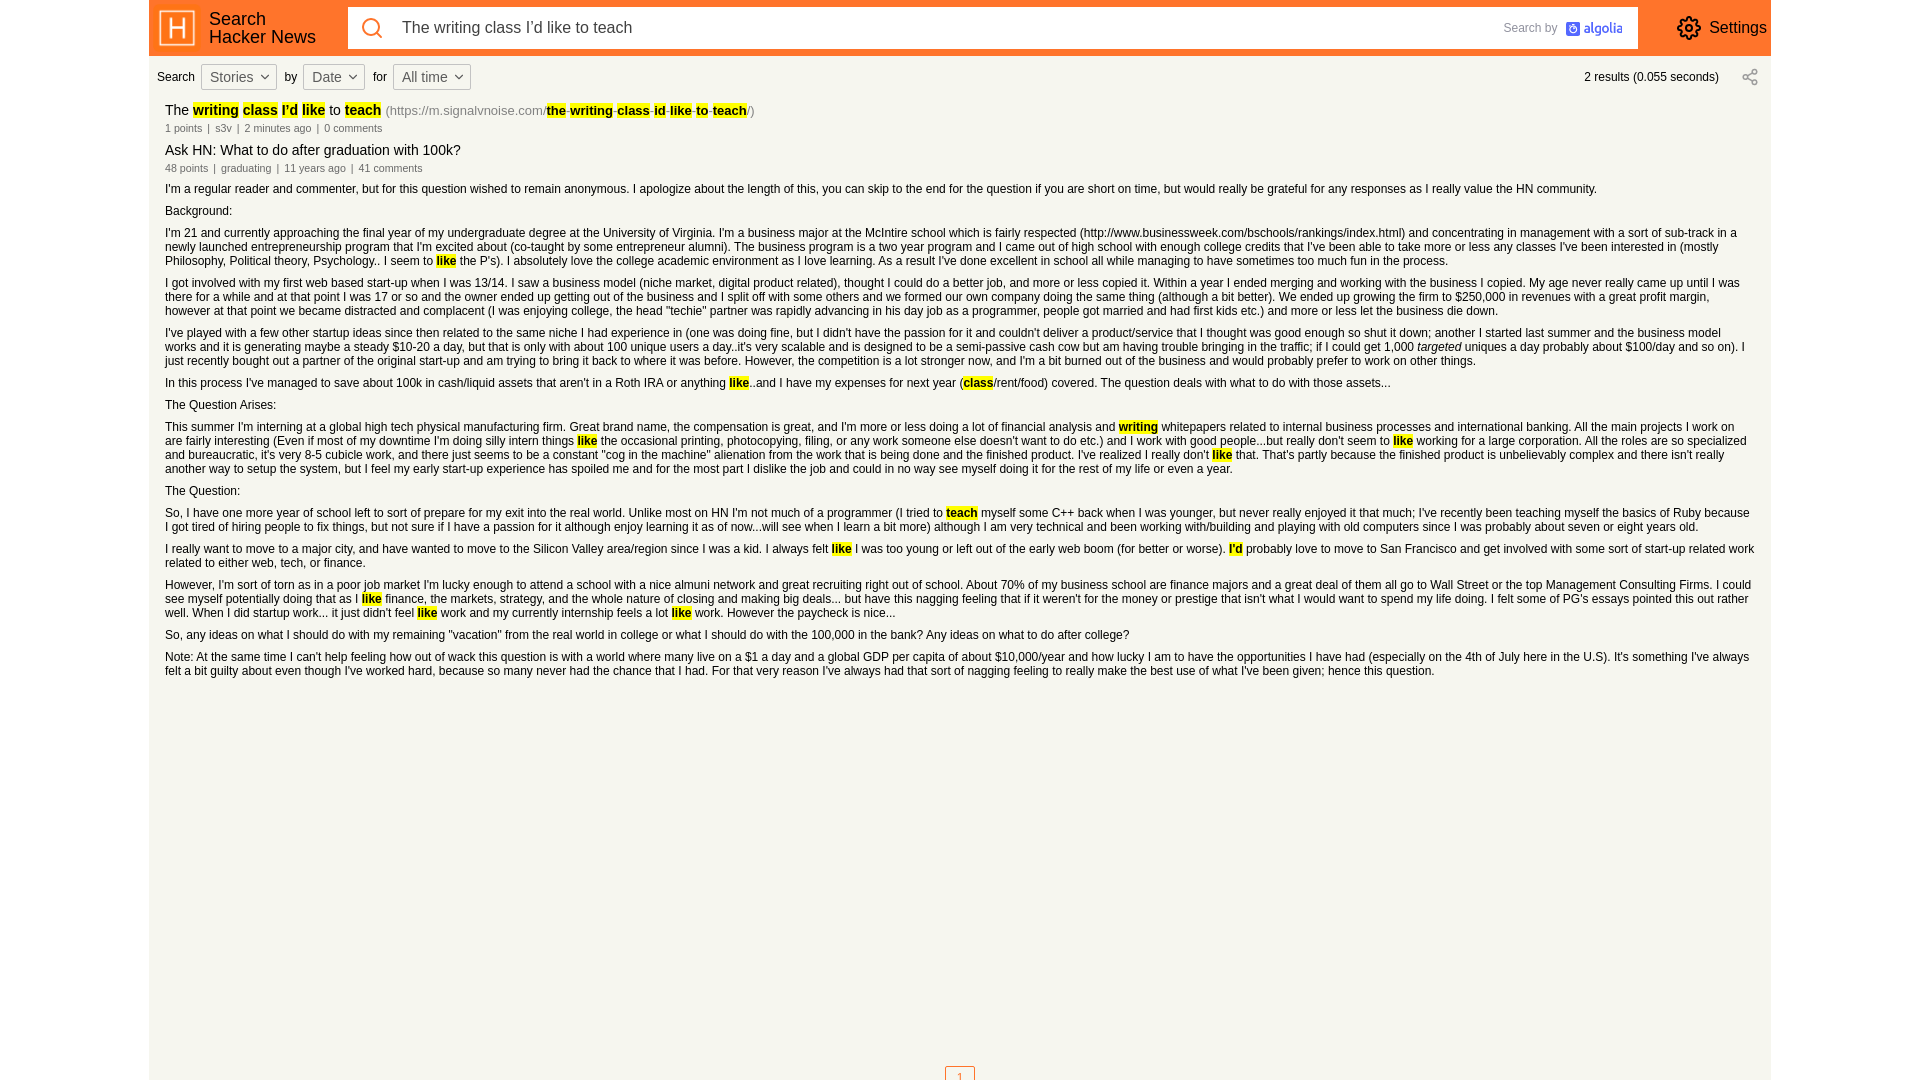 Search
Hacker News
The writing class I’d like to teach
Search by algolia
Settings
Search Stories by Date for All time
2 results (0.055 seconds)
The writing class I’d like to teach (https://m.signalvnoise.com/the-writing-class-id-like-to-teach/)
1 points | s3v | 2 minutes ago | 0 comments
Ask HN: What to do after graduation with 100k?
48 points | graduating | 11 years ago | 41 comments
I'm a regular reader and commenter, but for this question wished to remain anonymous. I apologize about the length of this, you can skip to the end for the question if you are short on time, but would really be grateful for any responses as I really value the HN community.
Background:
I'm 21 and currently approaching the final year of my undergraduate degree at the University of Virginia. I'm a business major at the McIntire school which is fairly respected (http://www.businessweek.com/bschools/rankings/index.html) and concentrating in management with a sort of sub-track in a
newly launched entrepreneurship program that I'm excited about (co-taught by some entrepreneur alumni). The business program is a two year program and I came out of high school with enough college credits that I've been able to take more or less any classes I've been interested in (mostly
Philosophy, Political theory, Psychology.. I seem to like the P's). I absolutely love the college academic environment as I love learning. As a result I've done excellent in school all while managing to have sometimes too much fun in the process.
I got involved with my first web based start-up when I was 13/14. I saw a business model (niche market, digital product related), thought I could do a better job, and more or less copied it. Within a year I ended merging and working with the business I copied. My age never really came up until I was
there for a while and at that point I was 17 or so and the owner ended up getting out of the business and I split off with some others and we formed our own company doing the same thing (although a bit better). We ended up growing the firm to $250,000 in revenues with a great profit margin,
however at that point we became distracted and complacent (I was enjoying college, the head "techie" partner was rapidly advancing in his day job as a programmer, people got married and had first kids etc.) and more or less let the business die down.
I've played with a few other startup ideas since then related to the same niche I had experience in (one was doing fine, but I didn't have the passion for it and couldn't deliver a product/service that I thought was good enough so shut it down; another I started last summer and the business model
works and it is generating maybe a steady $10-20 a day, but that is only with about 100 unique users a day..it's very scalable and is designed to be a semi-passive cash cow but am having trouble bringing in the traffic; if I could get 1,000 targeted uniques a day probably about $100/day and so on). I
just recently bought out a partner of the original start-up and am trying to bring it back to where it was before. However, the competition is a lot stronger now, and I'm a bit burned out of the business and would probably prefer to work on other things.
In this process I've managed to save about 100k in cash/liquid assets that aren't in a Roth IRA or anything like..and I have my expenses for next year (class/rent/food) covered. The question deals with what to do with those assets...
The Question Arises:
This summer I'm interning at a global high tech physical manufacturing firm. Great brand name, the compensation is great, and I'm more or less doing a lot of financial analysis and writing whitepapers related to internal business processes and international banking. All the main projects I work on
are fairly interesting (Even if most of my downtime I'm doing silly intern things like the occasional printing, photocopying, filing, or any work someone else doesn't want to do etc.) and I work with good people...but really don't seem to like working for a large corporation. All the roles are so specialized
and bureaucratic, it's very 8-5 cubicle work, and there just seems to be a constant "cog in the machine" alienation from the work that is being done and the finished product. I've realized I really don't like that. That's partly because the finished product is unbelievably complex and there isn't really
another way to setup the system, but I feel my early start-up experience has spoiled me and for the most part I dislike the job and could in no way see myself doing it for the rest of my life or even a year.
The Question:
So, I have one more year of school left to sort of prepare for my exit into the real world. Unlike most on HN I'm not much of a programmer (I tried to teach myself some C++ back when I was younger, but never really enjoyed it that much; I've recently been teaching myself the basics of Ruby because
I got tired of hiring people to fix things, but not sure if I have a passion for it although enjoy learning it as of now...will see when I learn a bit more) although I am very technical and been working with/building and playing with old computers since I was probably about seven or eight years old.
I really want to move to a major city, and have wanted to move to the Silicon Valley area/region since I was a kid. I always felt like I was too young or left out of the early web boom (for better or worse). I'd probably love to move to San Francisco and get involved with some sort of start-up related work
related to either web, tech, or finance.
However, I'm sort of torn as in a poor job market I'm lucky enough to attend a school with a nice almuni network and great recruiting right out of school. About 70% of my business school are finance majors and a great deal of them all go to Wall Street or the top Management Consulting Firms. I could
see myself potentially doing that as I like finance, the markets, strategy, and the whole nature of closing and making big deals... but have this nagging feeling that if it weren't for the money or prestige that isn't what I would want to spend my life doing. I felt some of PG's essays pointed this out rather
well. When I did startup work... it just didn't feel like work and my currently internship feels a lot like work. However the paycheck is nice...
So, any ideas on what I should do with my remaining "vacation" from the real world in college or what I should do with the 100,000 in the bank? Any ideas on what to do after college?
Note: At the same time I can't help feeling how out of wack this question is with a world where many live on a $1 a day and a global GDP per capita of about $10,000/year and how lucky I am to have the opportunities I have had (especially on the 4th of July here in the U.S). It's something I've always
felt a bit guilty about even though I've worked hard, because so many never had the chance that I had. For that very reason I've always had that sort of nagging feeling to really make the best use of what I've been given; hence this question.
1